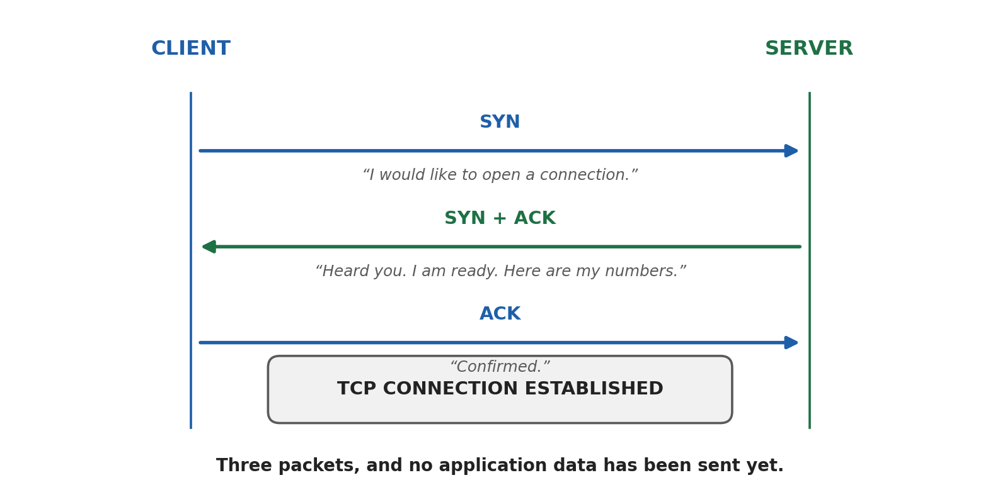 CLIENT
SERVER
SYN
“I would like to open a connection.”
SYN + ACK
“Heard you. I am ready. Here are my numbers.”
ACK
“Confirmed.”
TCP CONNECTION ESTABLISHED
Three packets, and no application data has been sent yet.